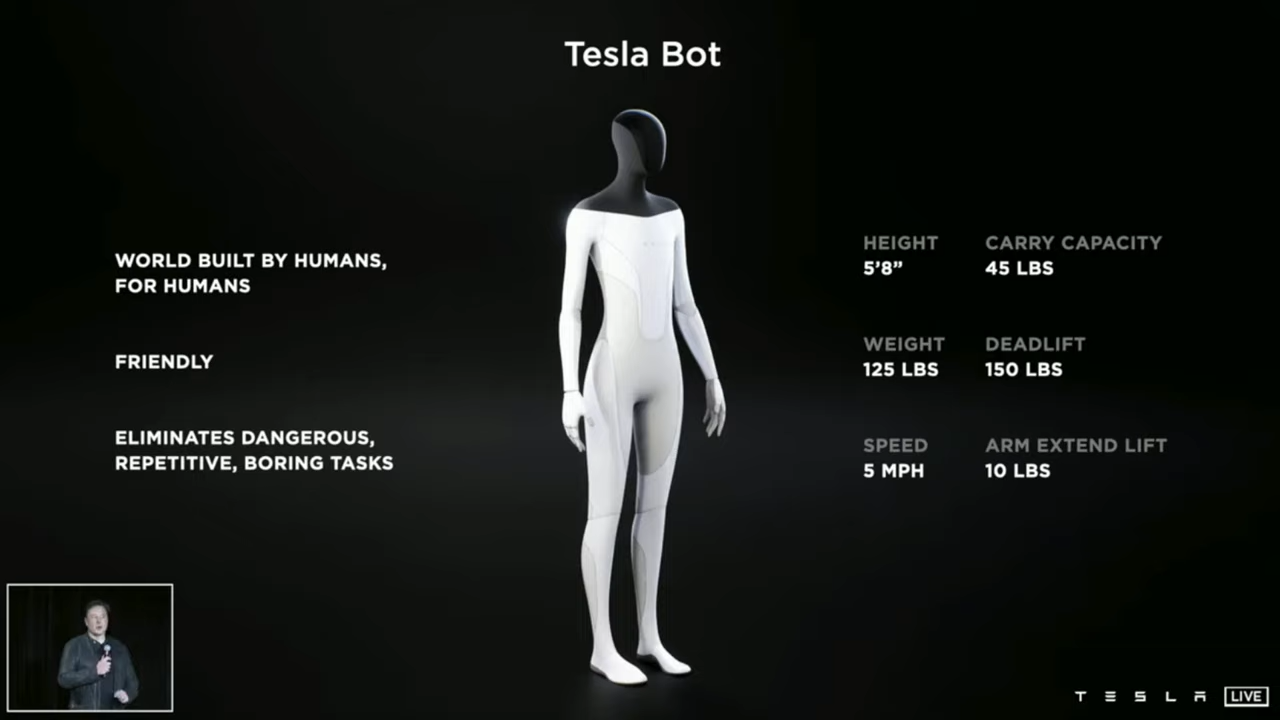 Tesla Bot
WORLD BUILT BY HUMANS,
FOR HUMANS
FRIENDLY
ELIMINATES DANGEROUS,
REPETITIVE, BORING TASKS
HEIGHT
5’8”
CARRY CAPACITY
45 LBS
WEIGHT
125 LBS
DEADLIFT
150 LBS
SPEED
5 MPH
ARM EXTEND LIFT
10 LBS
TESLA LIVE